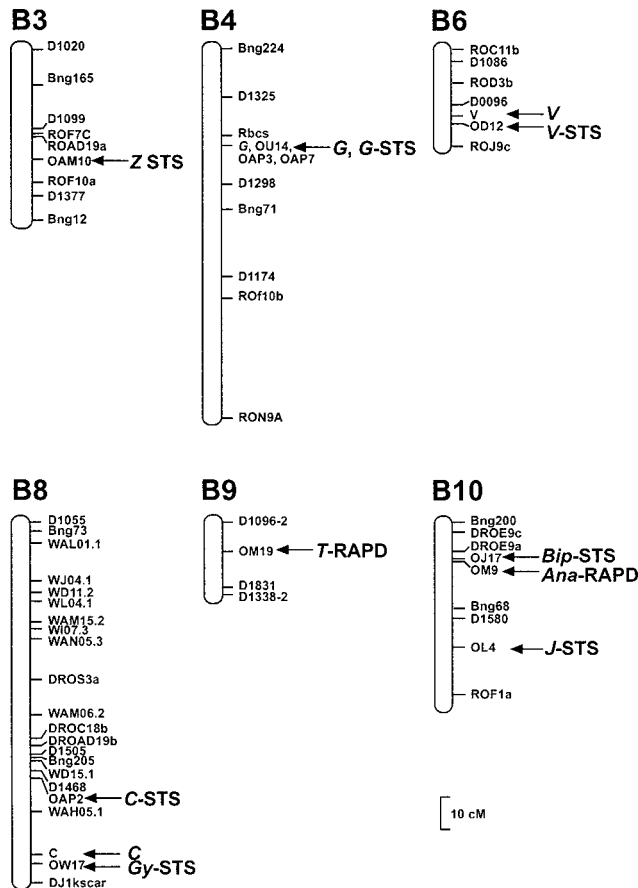 B3
D1020
Bng165
D1099
ROF7C
ROAD19a
OAM10 Z STS
ROF10a
D1377
Bng12
B4
Bng224
D1325
Rbcs
G, OU14, G, G-STS
OAP3, OAP7
D1298
Bng71
D1174
ROf10b
RON9A
B6
ROC11b
D1086
ROD3b
D0096
V V
OD12 V-STS
ROJ9c
B8
D1055
Bng73
WAL01.1
WJ04.1
WD11.2
WL04.1
WAM15.2
WI07.3
WAN05.3
DROS3a
WAM06.2
DROC18b
DROAD19b
D1505
Bng205
WD15.1
D1468
OAP2 C-STS
WAH05.1
C C
OW17 Gy-STS
DJ1kscar
B9
D1096-2
OM19 T-RAPD
D1831
D1338-2
B10
Bng200
DROE9c
DROE9a
OJ17 Bip-STS
OM9 Ana-RAPD
Bng68
D1580
OL4 J-STS
ROF1a
10 cM